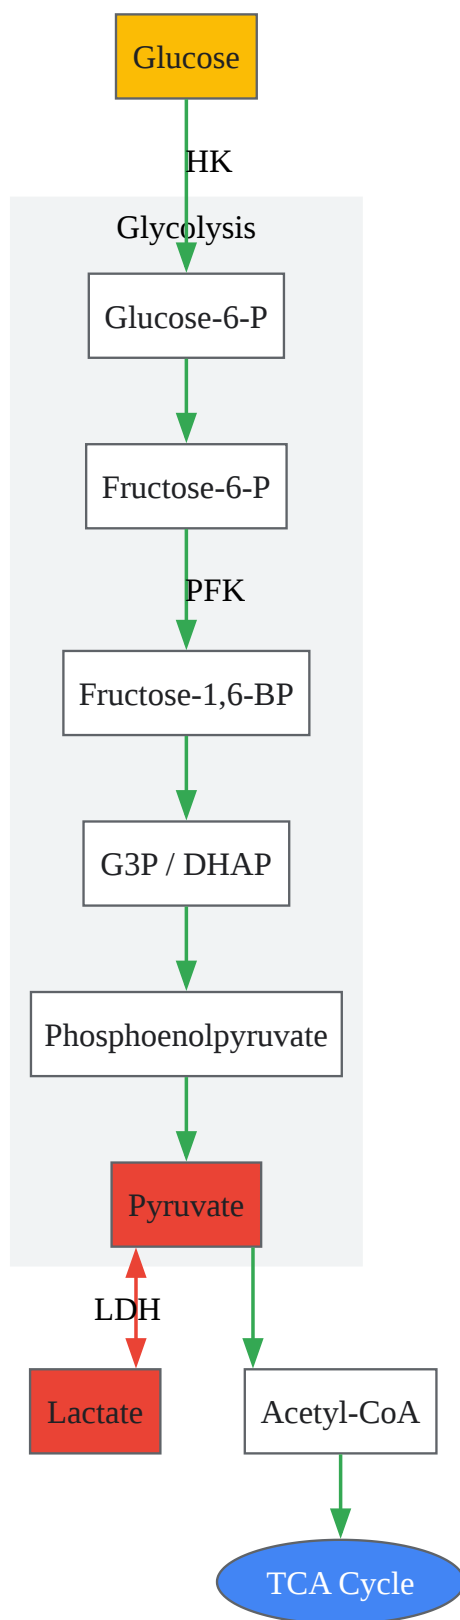 Glucose
HK
Glycolysis
Glucose-6-P
Fructose-6-P
PFK
Fructose-1,6-BP
G3P / DHAP
Phosphoenolpyruvate
Pyruvate
LDH
Lactate
Acetyl-CoA
TCA Cycle